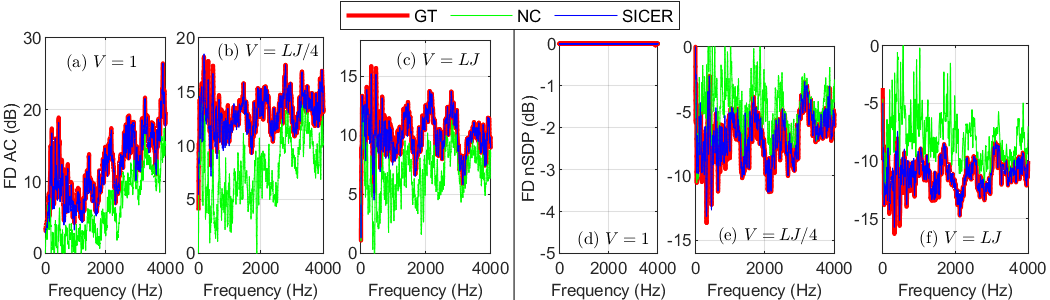 GT NC SICER
30
20
10
0
FD AC (dB)
(a) V = 1
0 2000 4000
Frequency (Hz)
20
15
10
5
0
(b) V = LJ/4
0 2000 4000
Frequency (Hz)
15
10
5
0
(c) V = LJ
0 2000 4000
Frequency (Hz)
0
-1
-2
-3
-4
-5
FD nSDP (dB)
(d) V = 1
0 2000 4000
Frequency (Hz)
0
-5
-10
-15
(e) V = LJ/4
0 2000 4000
Frequency (Hz)
0
-5
-10
-15
(f) V = LJ
0 2000 4000
Frequency (Hz)